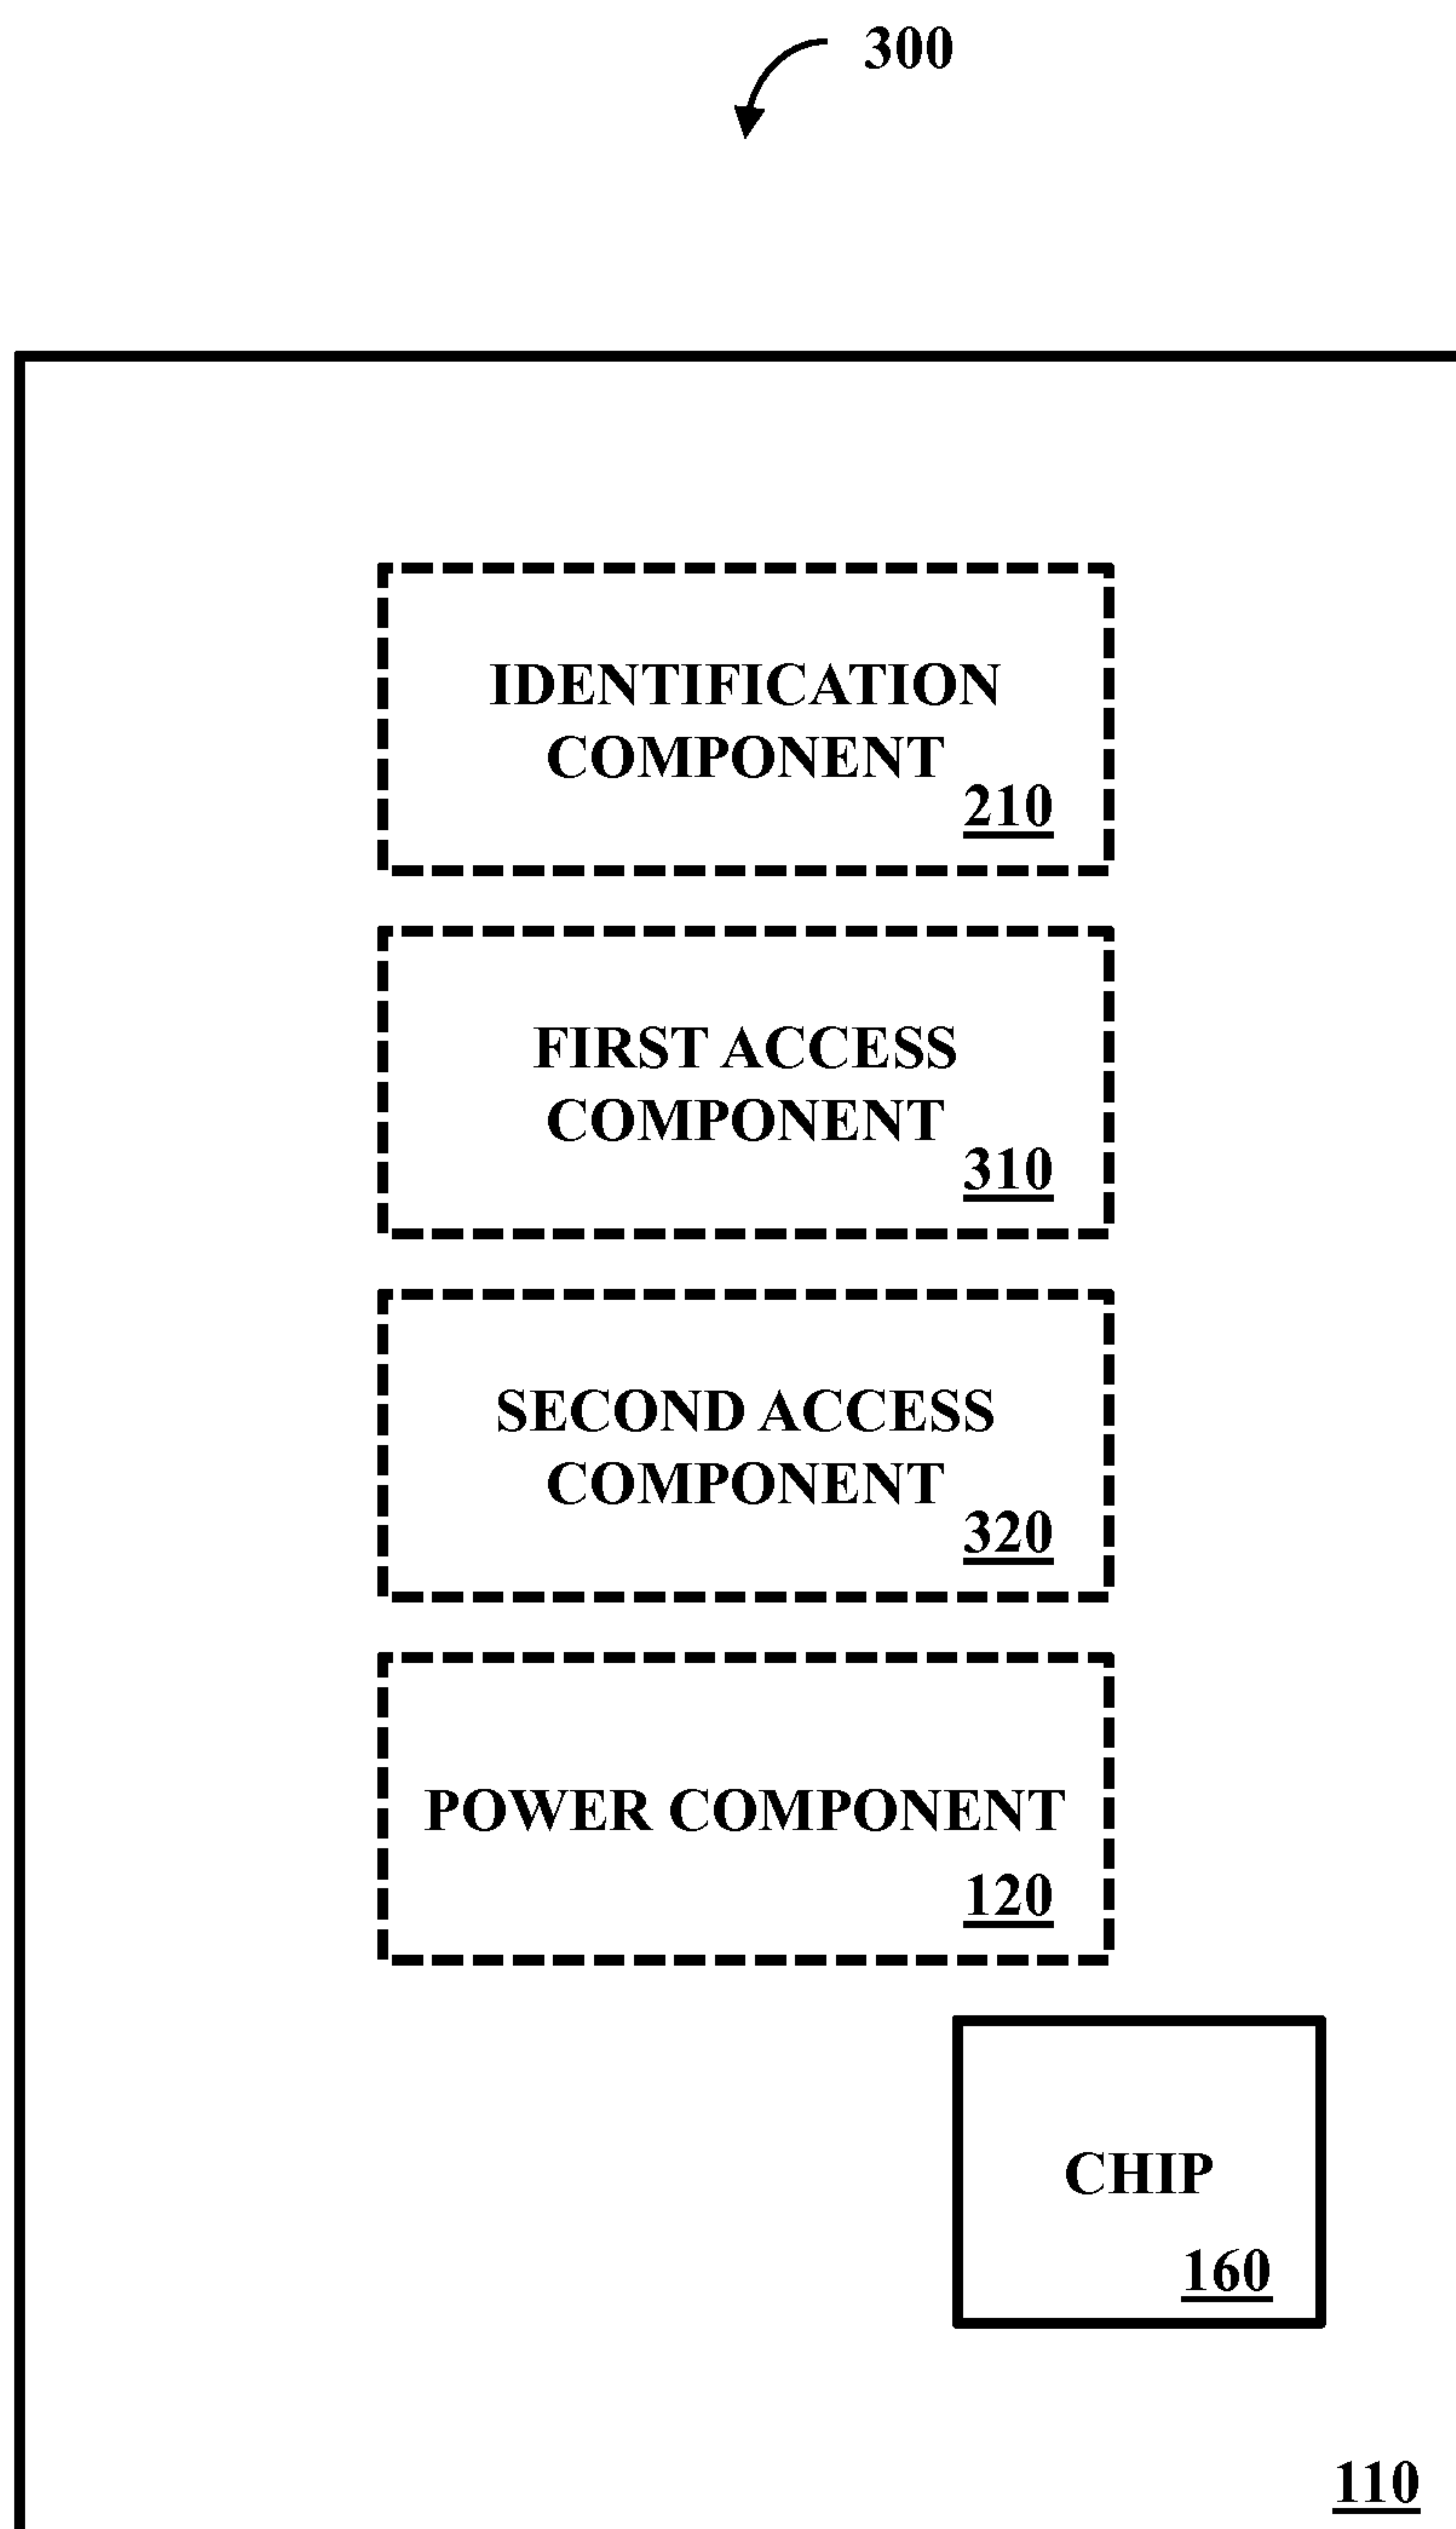 300
IDENTIFICATION
COMPONENT
210
FIRST ACCESS
COMPONENT
310
SECOND ACCESS
COMPONENT
320
POWER COMPONENT
120
CHIP
160
110